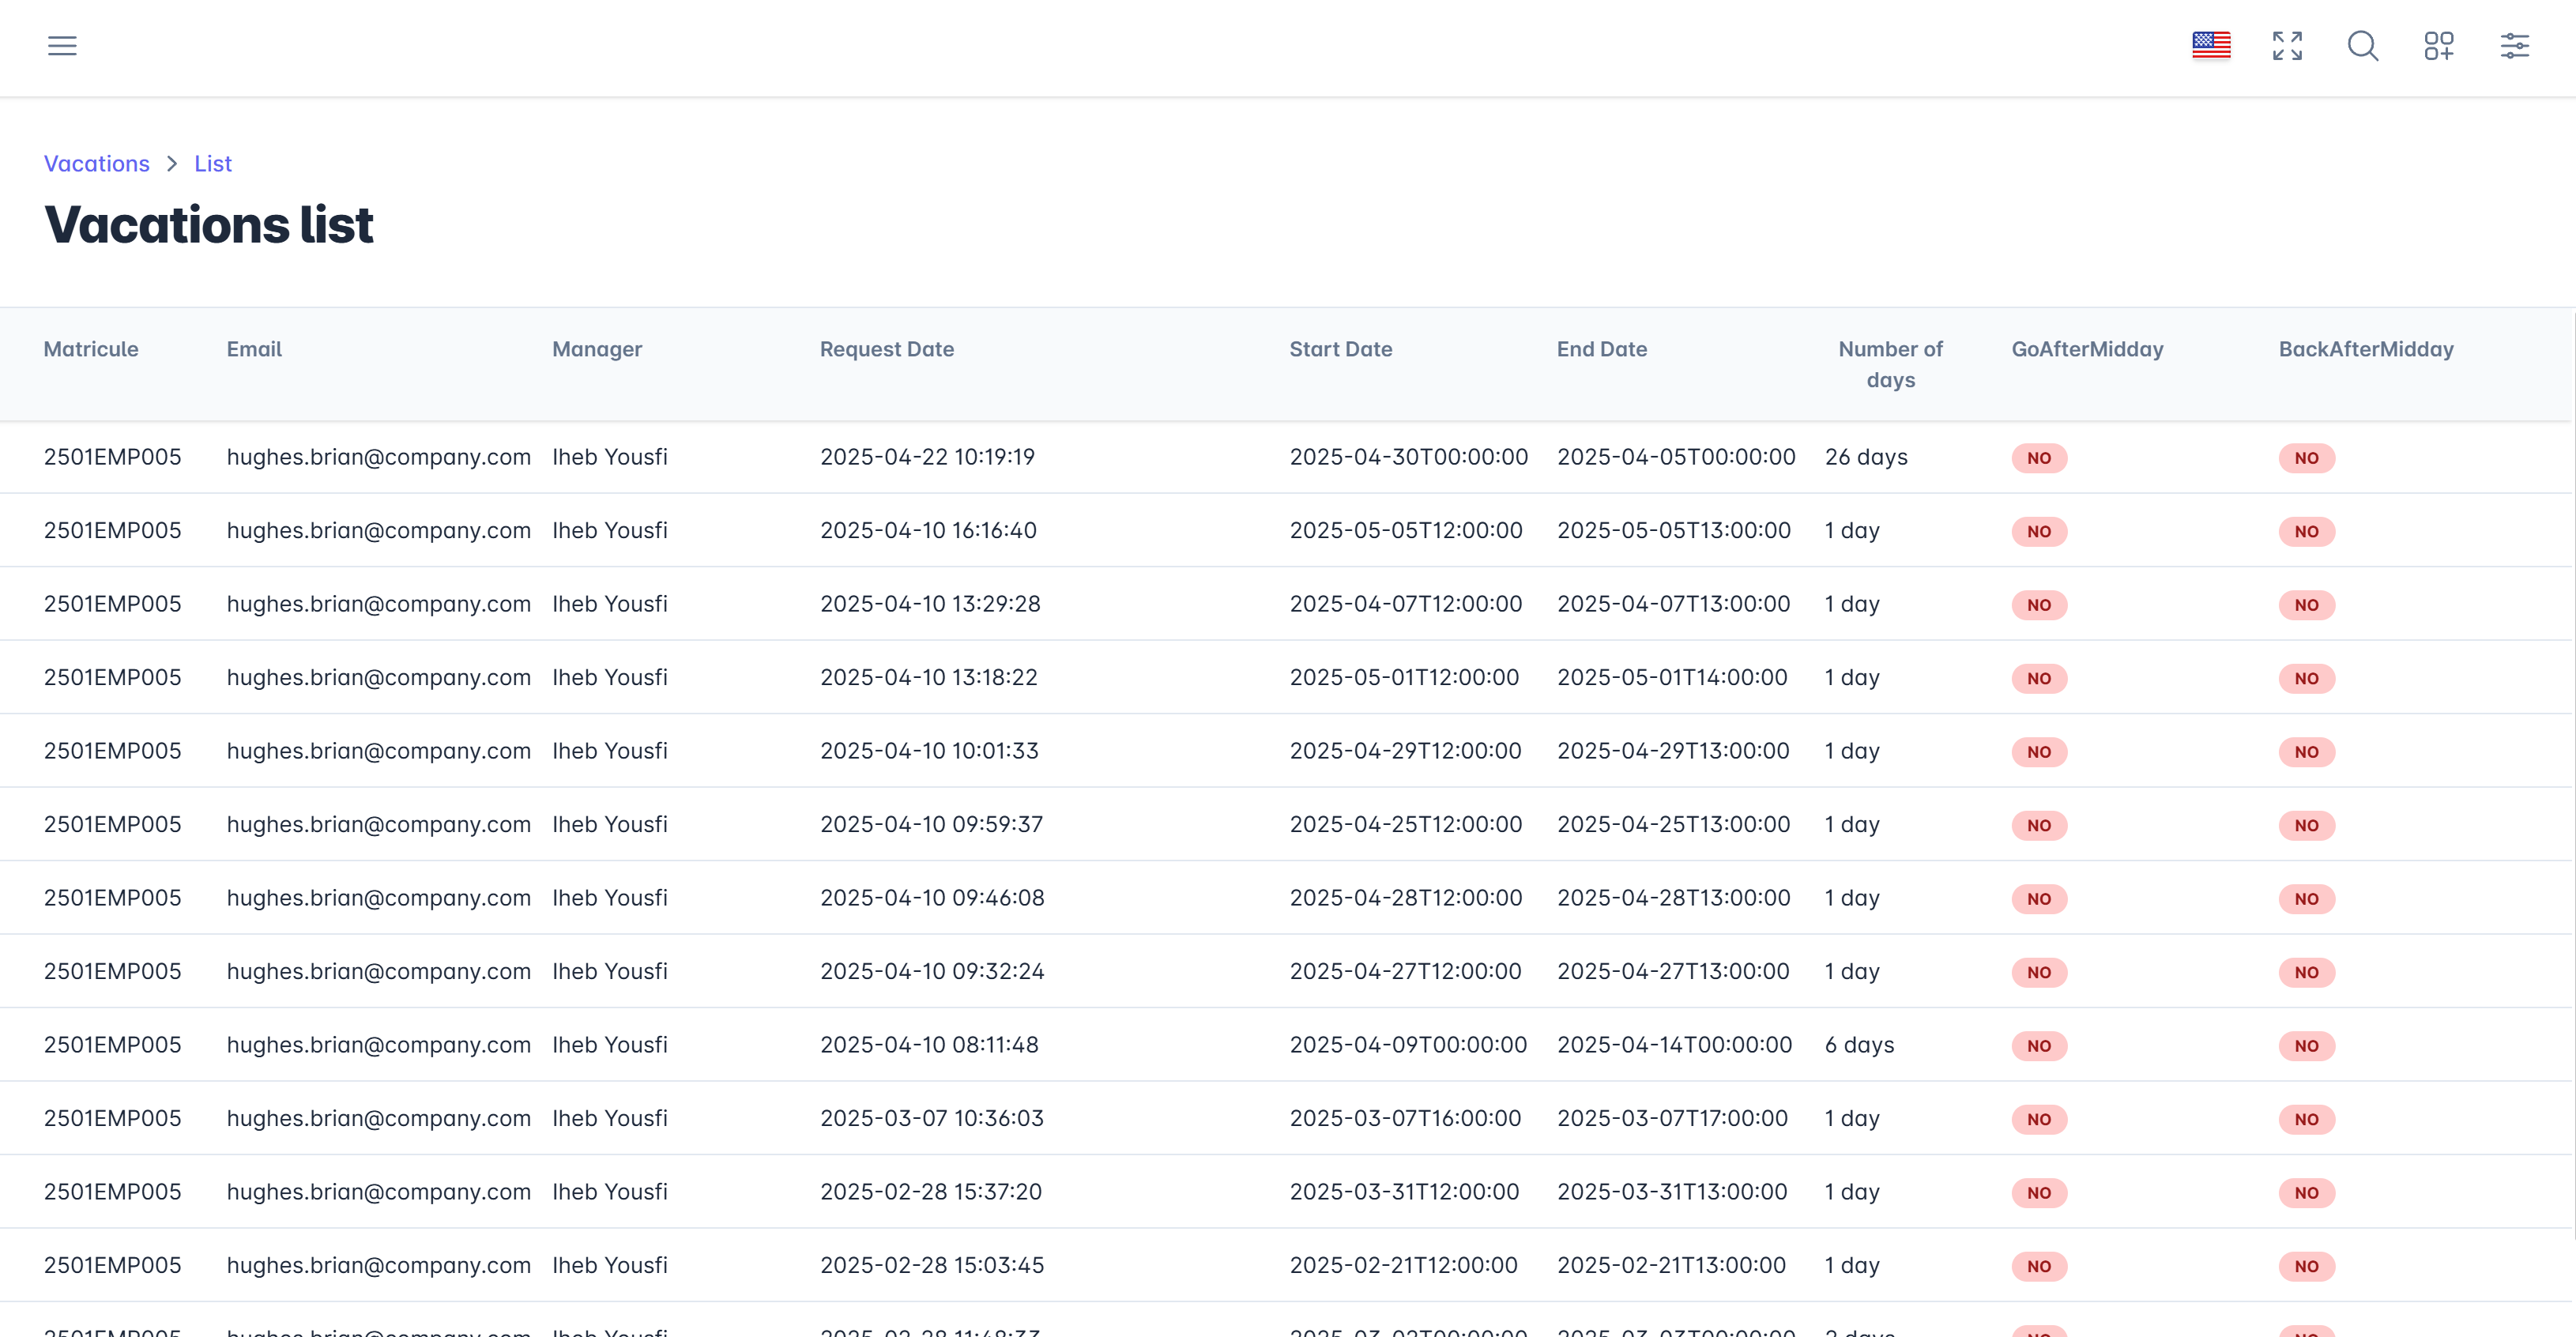 Vacations > List
Vacations list
Matricule Email Manager Request Date Start Date End Date Number of days GoAfterMidday BackAfterMidday
2501EMP005 hughes.brian@company.com Iheb Yousfi 2025-04-22 10:19:19 2025-04-30T00:00:00 2025-04-05T00:00:00 26 days NO NO
2501EMP005 hughes.brian@company.com Iheb Yousfi 2025-04-10 16:16:40 2025-05-05T12:00:00 2025-05-05T13:00:00 1 day NO NO
2501EMP005 hughes.brian@company.com Iheb Yousfi 2025-04-10 13:29:28 2025-04-07T12:00:00 2025-04-07T13:00:00 1 day NO NO
2501EMP005 hughes.brian@company.com Iheb Yousfi 2025-04-10 13:18:22 2025-05-01T12:00:00 2025-05-01T14:00:00 1 day NO NO
2501EMP005 hughes.brian@company.com Iheb Yousfi 2025-04-10 10:01:33 2025-04-29T12:00:00 2025-04-29T13:00:00 1 day NO NO
2501EMP005 hughes.brian@company.com Iheb Yousfi 2025-04-10 09:59:37 2025-04-25T12:00:00 2025-04-25T13:00:00 1 day NO NO
2501EMP005 hughes.brian@company.com Iheb Yousfi 2025-04-10 09:46:08 2025-04-28T12:00:00 2025-04-28T13:00:00 1 day NO NO
2501EMP005 hughes.brian@company.com Iheb Yousfi 2025-04-10 09:32:24 2025-04-27T12:00:00 2025-04-27T13:00:00 1 day NO NO
2501EMP005 hughes.brian@company.com Iheb Yousfi 2025-04-10 08:11:48 2025-04-09T00:00:00 2025-04-14T00:00:00 6 days NO NO
2501EMP005 hughes.brian@company.com Iheb Yousfi 2025-03-07 10:36:03 2025-03-07T16:00:00 2025-03-07T17:00:00 1 day NO NO
2501EMP005 hughes.brian@company.com Iheb Yousfi 2025-02-28 15:37:20 2025-03-31T12:00:00 2025-03-31T13:00:00 1 day NO NO
2501EMP005 hughes.brian@company.com Iheb Yousfi 2025-02-28 15:03:45 2025-02-21T12:00:00 2025-02-21T13:00:00 1 day NO NO